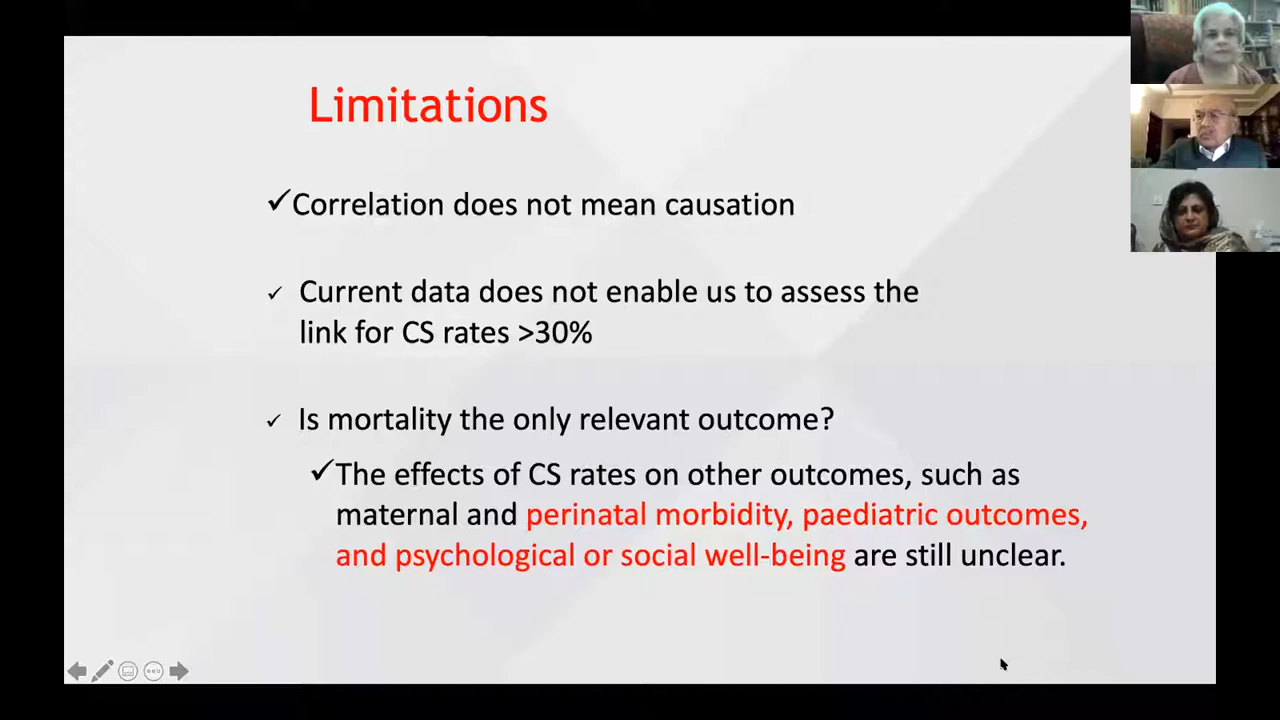 Limitations
✓Correlation does not mean causation
✓ Current data does not enable us to assess the
link for CS rates >30%
✓ Is mortality the only relevant outcome?
✓The effects of CS rates on other outcomes, such as
maternal and perinatal morbidity, paediatric outcomes,
and psychological or social well-being are still unclear.